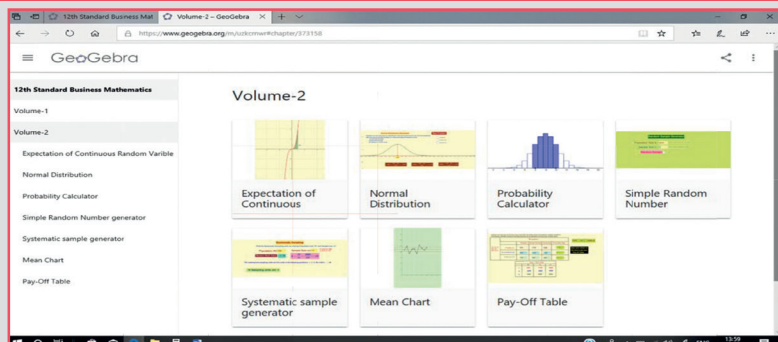 12th Standard Business Mat
Volume-2 – GeoGebra
https://www.geogebra.org/m/uzkcmwr#chapter/373158
GeoGebra
12th Standard Business Mathematics
Volume-1
Volume-2
Expectation of Continuous Random Varible
Normal Distribution
Probability Calculator
Simple Random Number generator
Systematic sample generator
Mean Chart
Pay-Off Table
Volume-2
Expectation of
Continuous
Normal
Distribution
Probability
Calculator
Simple Random
Number
Systematic sample
generator
Mean Chart
Pay-Off Table
13:59